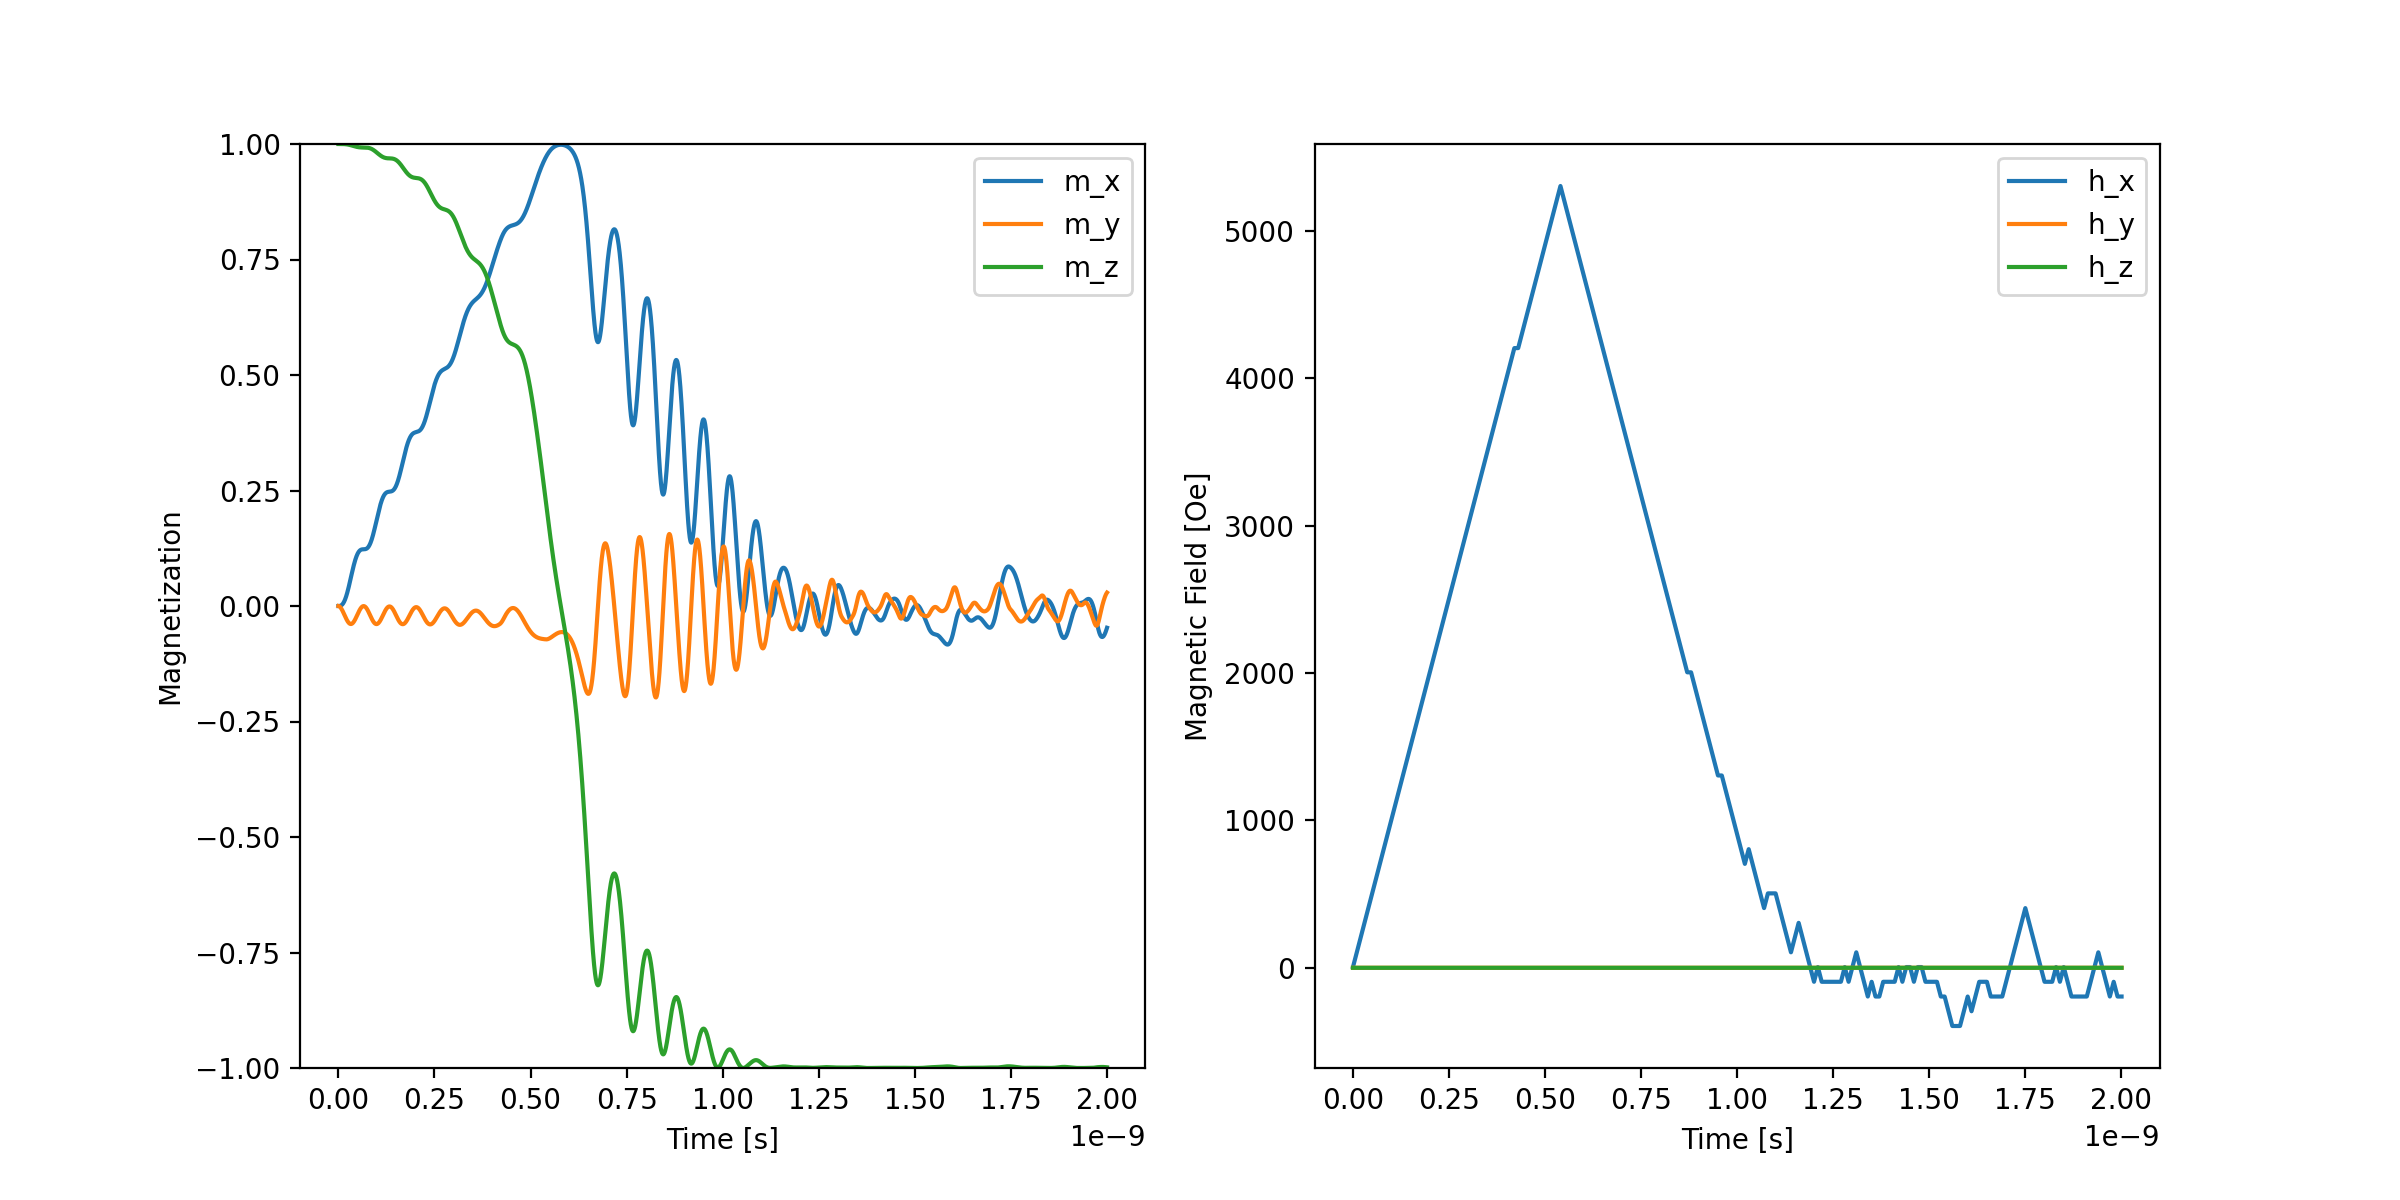 1.00
0.75
0.50
0.25
0.00
−0.25
−0.50
−0.75
−1.00
Magnetization
0.00 0.25 0.50 0.75 1.00 1.25 1.50 1.75 2.00
Time [s]
1e−9
m_x
m_y
m_z
5000
4000
3000
2000
1000
0
Magnetic Field [Oe]
0.00 0.25 0.50 0.75 1.00 1.25 1.50 1.75 2.00
Time [s]
1e−9
h_x
h_y
h_z